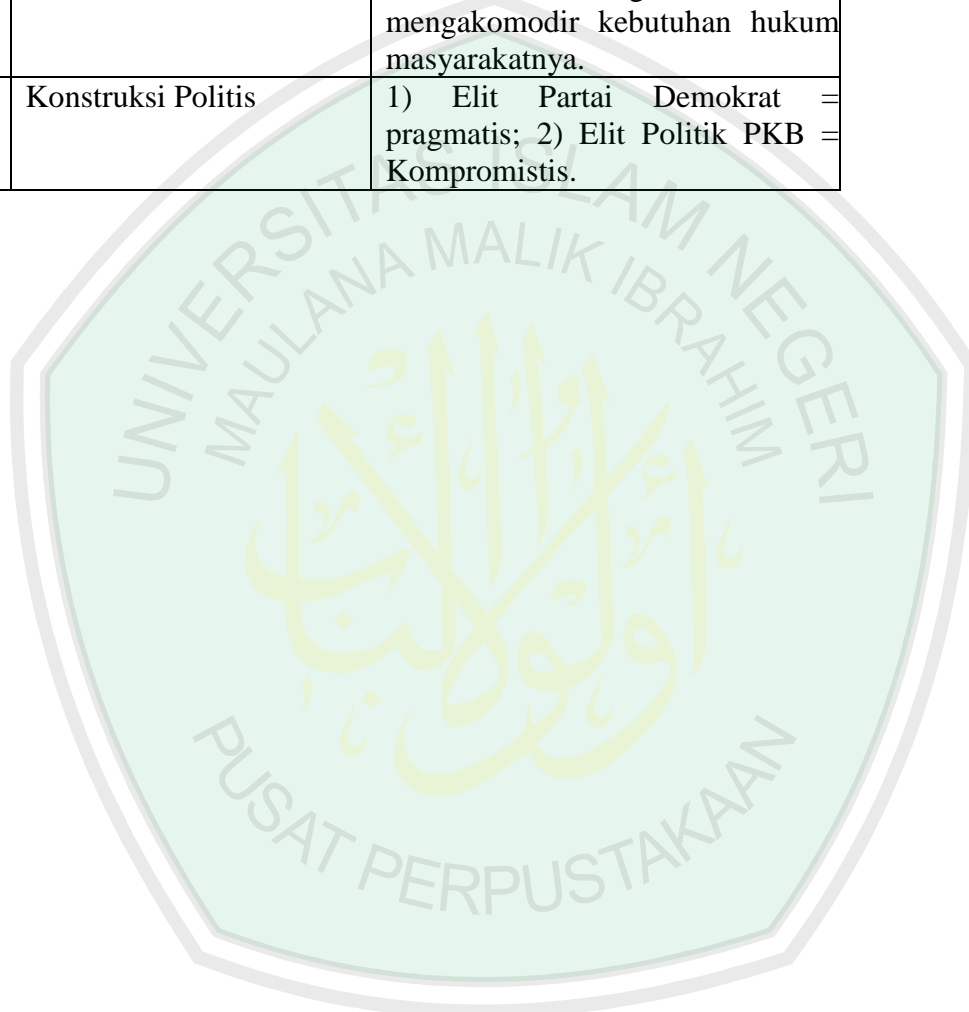 mengakomodir kebutuhan hukum
masyarakatnya.
Konstruksi Politis
1) Elit Partai Demokrat =
pragmatis; 2) Elit Politik PKB =
Kompromistis.
UNIVERSITAS ISLAM NEGERI
MAULANA MALIK IBRAHIM
PUSAT PERPUSTAKAAN